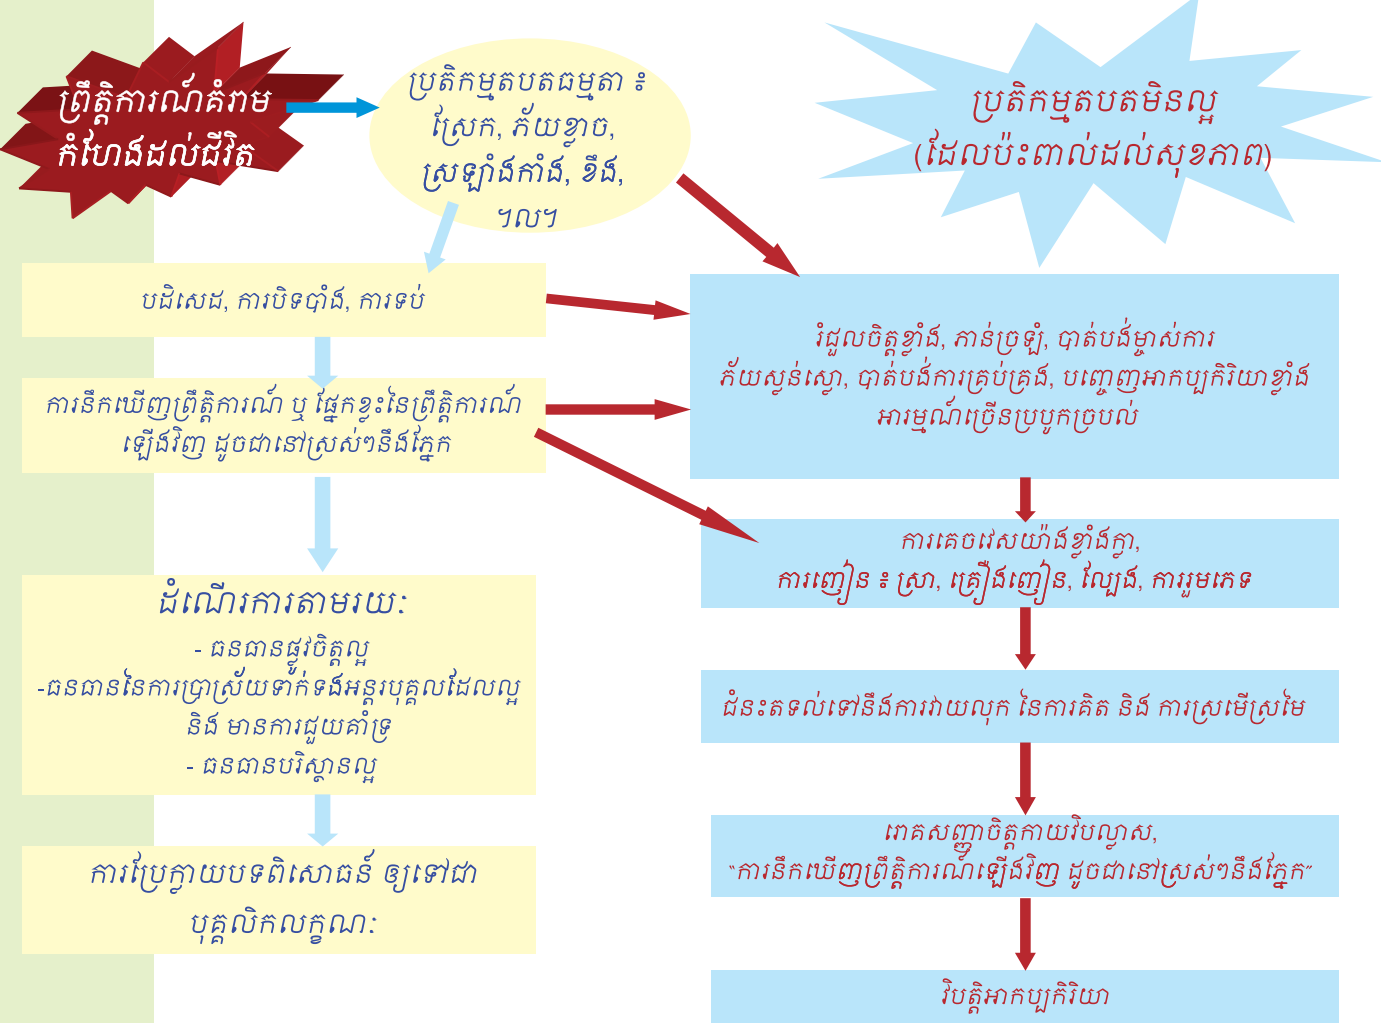 ព្រឹត្តិការណ៍គំរាម
កំហែងដល់ជីវិត
ប្រតិកម្មតបតធម្មតា ៖
ស្រែក, ភ័យខ្លាច,
ស្រឡាំងកាំង, ខឹង,
។ល។
ប្រតិកម្មតបតមិនល្អ
(ដែលប៉ះពាល់ដល់សុខភាព)
បដិសេដ, ការបិទបាំង, ការទប់
ការនឹកឃើញព្រឹត្តិការណ៍ ឬ ផ្នែកខ្លះនៃព្រឹត្តិការណ៍
ឡើងវិញ ដូចជានៅស្រស់ៗនឹងភ្នែក
ដំណើរការតាមរយៈ
- ធនធានផ្លូវចិត្តល្អ
-ធនធាននៃការប្រាស្រ័យទាក់ទងអន្តរបុគ្គលដែលល្អ
និង មានការជួយគាំទ្រ
- ធនធានបរិស្ថានល្អ
ការប្រែក្លាយបទពិសោធន៍ ឲ្យទៅជា
បុគ្គលិកលក្ខណៈ
រំជួលចិត្តខ្លាំង, ភាន់ច្រឡំ, បាត់បង់ម្ចាស់ការ
ភ័យស្លន់ស្លោ, បាត់បង់ការគ្រប់គ្រង, បញ្ចេញអាកប្បកិរិយាខ្លាំង
អារម្មណ៍ច្រើនប្របូកច្របល់
ការគេចវេសយ៉ាងខ្លាំងក្លា,
ការញៀន ៖ ស្រា, គ្រឿងញៀន, ល្បែង, ការរួមភេទ
ជំនះតទល់ទៅនឹងការវាយលុក នៃការគិត និង ការស្រមើស្រមៃ
រោគសញ្ញាចិត្តកាយវិបល្លាស,
“ការនឹកឃើញព្រឹត្តិការណ៍ឡើងវិញ ដូចជានៅស្រស់ៗនឹងភ្នែក”
វិបត្តិអាកប្បកិរិយា